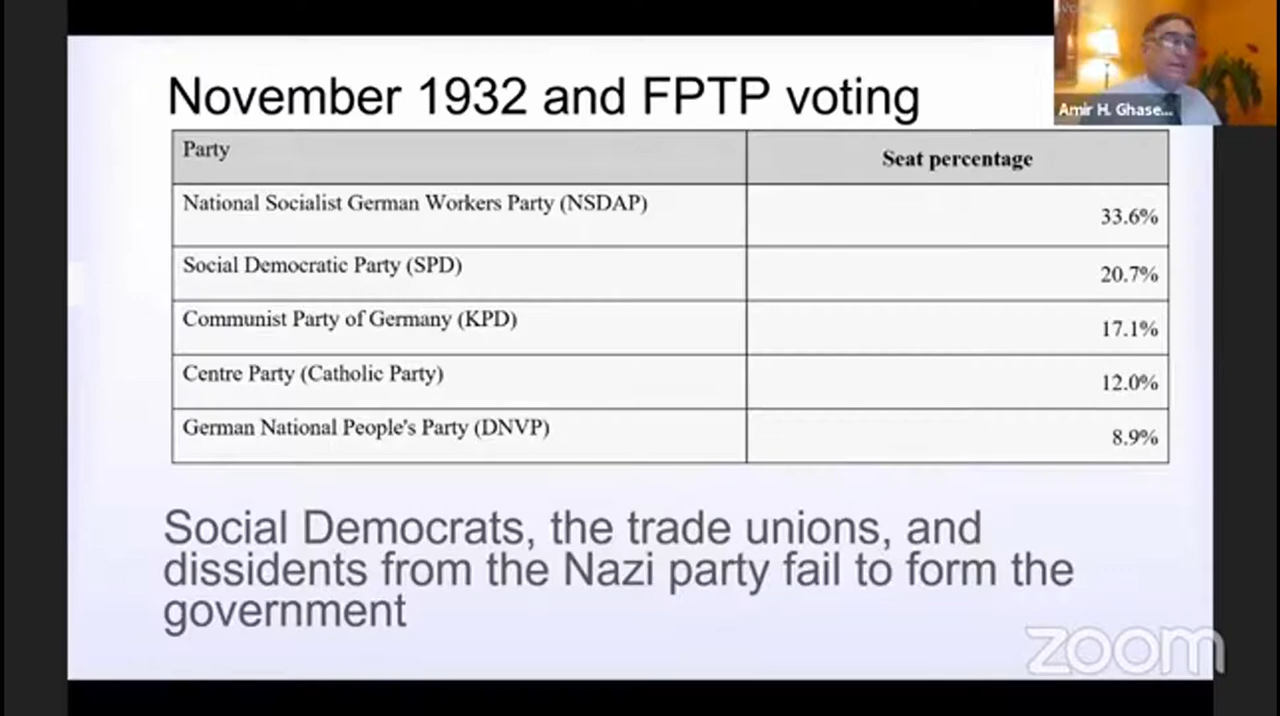 November 1932 and FPTP voting
Amir H. Ghase...
Party Seat percentage
National Socialist German Workers Party (NSDAP) 33.6%
Social Democratic Party (SPD) 20.7%
Communist Party of Germany (KPD) 17.1%
Centre Party (Catholic Party) 12.0%
German National People's Party (DNVP) 8.9%
Social Democrats, the trade unions, and
dissidents from the Nazi party fail to form the
government
zoom